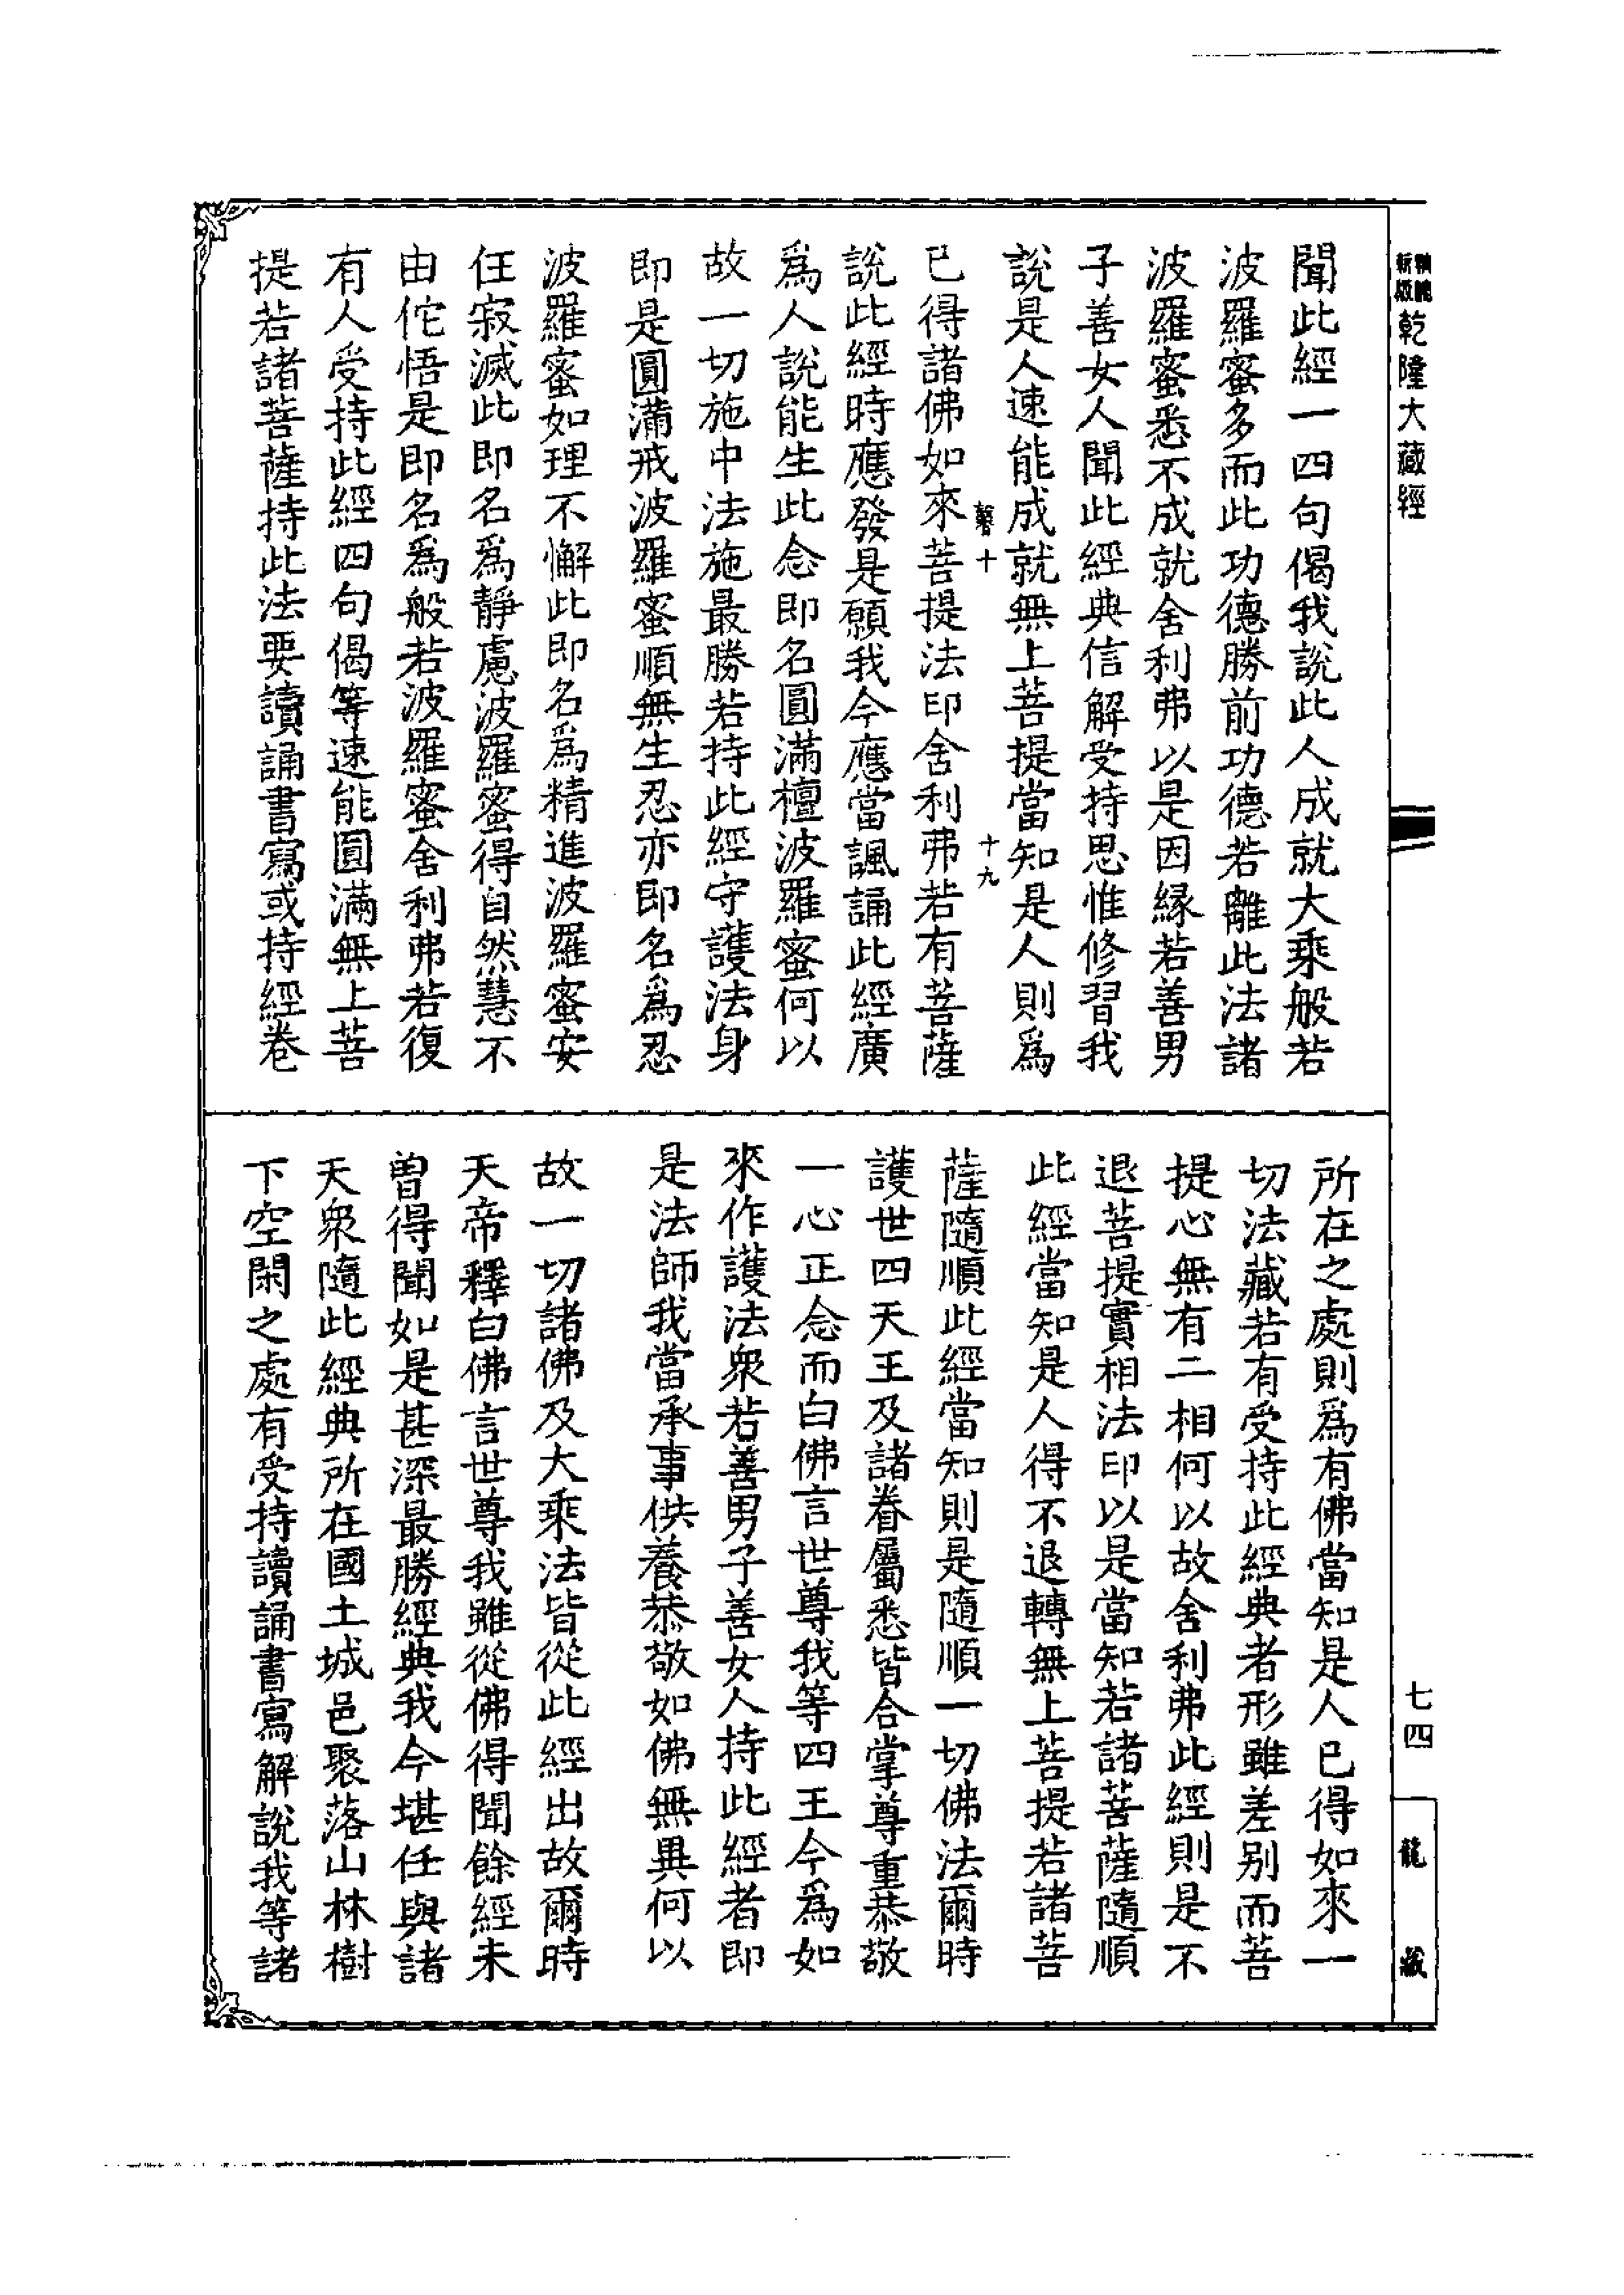 乾隆大藏經
聞此經一四句偈我說此人成就大乘般若
波羅蜜多而此功德勝前功德若離此法諸
波羅蜜悉不成就舍利弗以是因緣若善男
子善女人聞此經典信解受持思惟修習我
說是人速能成就無上菩提當知是人則爲
磬十
十九
已得諸佛如來菩提法印舍利弗若有菩薩
說此經時應發是願我今應當諷誦此經廣
爲人說能生此念即名圓滿檀波羅蜜何以
故一切施中法施最勝若持此經守護法身
即是圓滿戒波羅蜜順無生忍亦即名爲忍
波羅蜜如理不懈此即名爲精進波羅蜜安
住寂滅此即名爲靜慮波羅蜜得自然慧不
由佗悟是即名爲般若波羅蜜舍利弗若復
有人受持此經四句偈等速能圓滿無上菩
提若諸菩薩持此法要讀誦書寫或持經卷
所在之處則爲有佛當知是人已得如來一
切法藏若有受持此經典者形雖差別而菩
提心無有二相何以故舍利弗此經則是不
退菩提實相法印以是當知若諸菩薩隨順
此經當知是人得不退轉無上菩提若諸菩
薩隨順此經當知則是隨順一切佛法爾時
護世四天王及諸眷屬悉皆合掌尊重恭敬
一心正念而白佛言世尊我等四王今爲如
來作護法衆若善男子善女人持此經者即
是法師我當承事供養恭敬如佛無異何以
故一切諸佛及大乘法皆從此經出故爾時
天帝釋白佛言世尊我雖從佛得聞餘經未
曾得聞如是甚深最勝經典我今堪任與諸
天衆隨此經典所在國土城邑聚落山林樹
下空閑之處有受持讀誦書寫解說我等諸
七四
龍藏